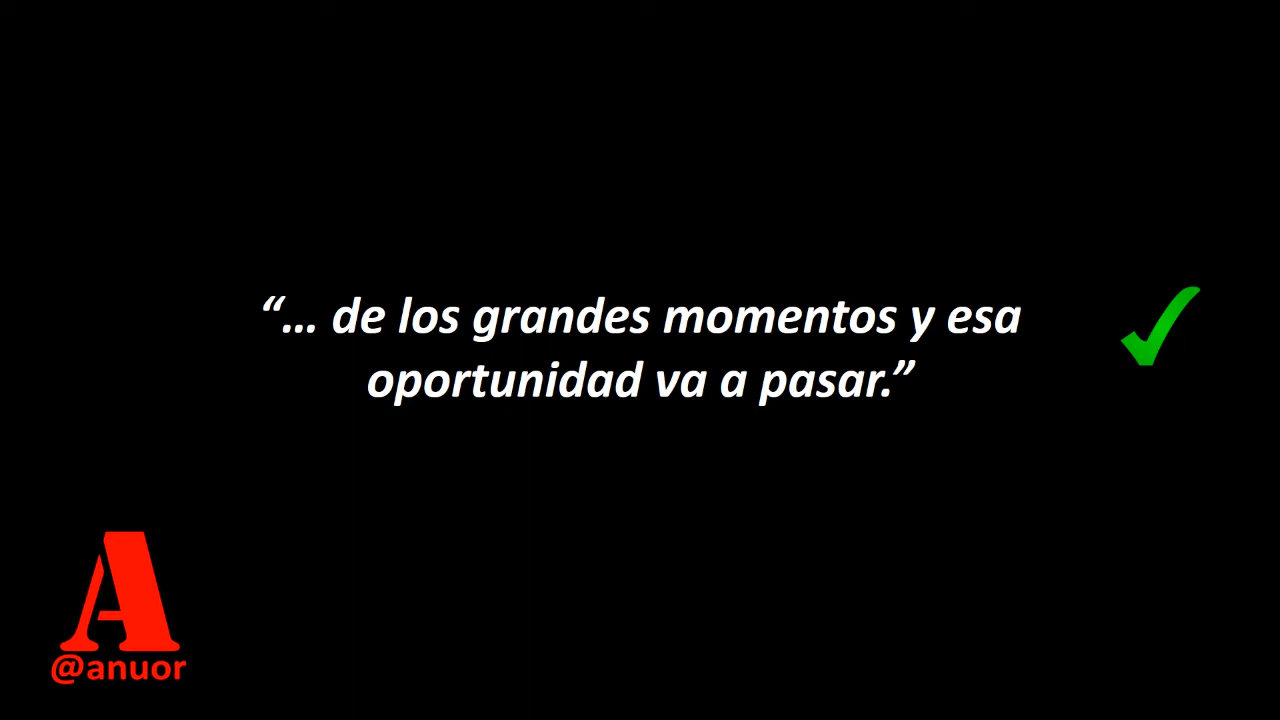 “... de los grandes momentos y esa
oportunidad va a pasar.”
A
@anuor